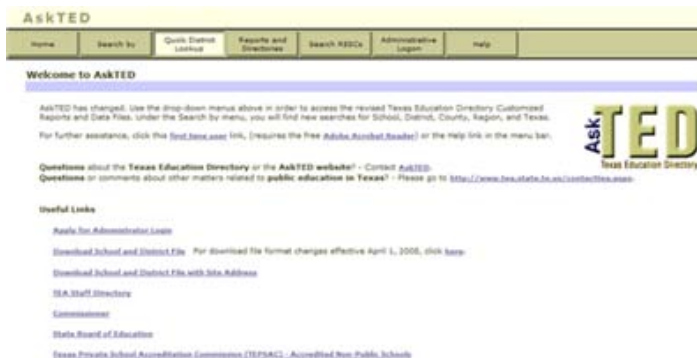 AskTED
Home
Search by
Quick District
Lookup
Reports and
Directories
Search RESCs
Administrative
Logon
Help
Welcome to AskTED
AskTED has changed. Use the drop-down menus above in order to access the revised Texas Education Directory Customized
Reports and Data Files. Under the Search by menu, you will find new searches for School, District, County, Region, and Texas.
For further assistance, click this first time user link, (requires the free Adobe Acrobat Reader) or the Help link in the menu bar.
Ask TED
Texas Education Directory
Questions about the Texas Education Directory or the AskTED website? - Contact AskTED.
Questions or comments about other matters related to public education in Texas? - Please go to
Useful Links
Apply for Administrator Login
Download School and District File For download file format changes effective April 1, 2008, click here.
Download School and District File with Site Address
TEA Staff Directory
Commissioner
State Board of Education
Texas Private School Accreditation Commission (TEPSAC) - Accredited Non-Public Schools